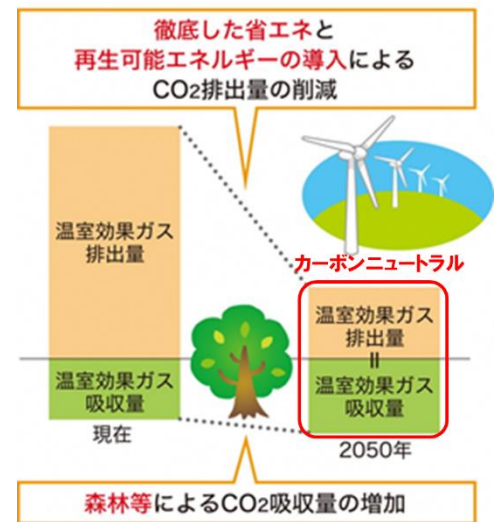 徹底した省エネと
再生可能エネルギーの導入による
CO2排出量の削減
温室効果ガス
排出量
カーボンニュートラル
温室効果ガス
排出量
=
温室効果ガス
吸収量
温室効果ガス
吸収量
現在
2050年
森林等によるCO2吸収量の増加